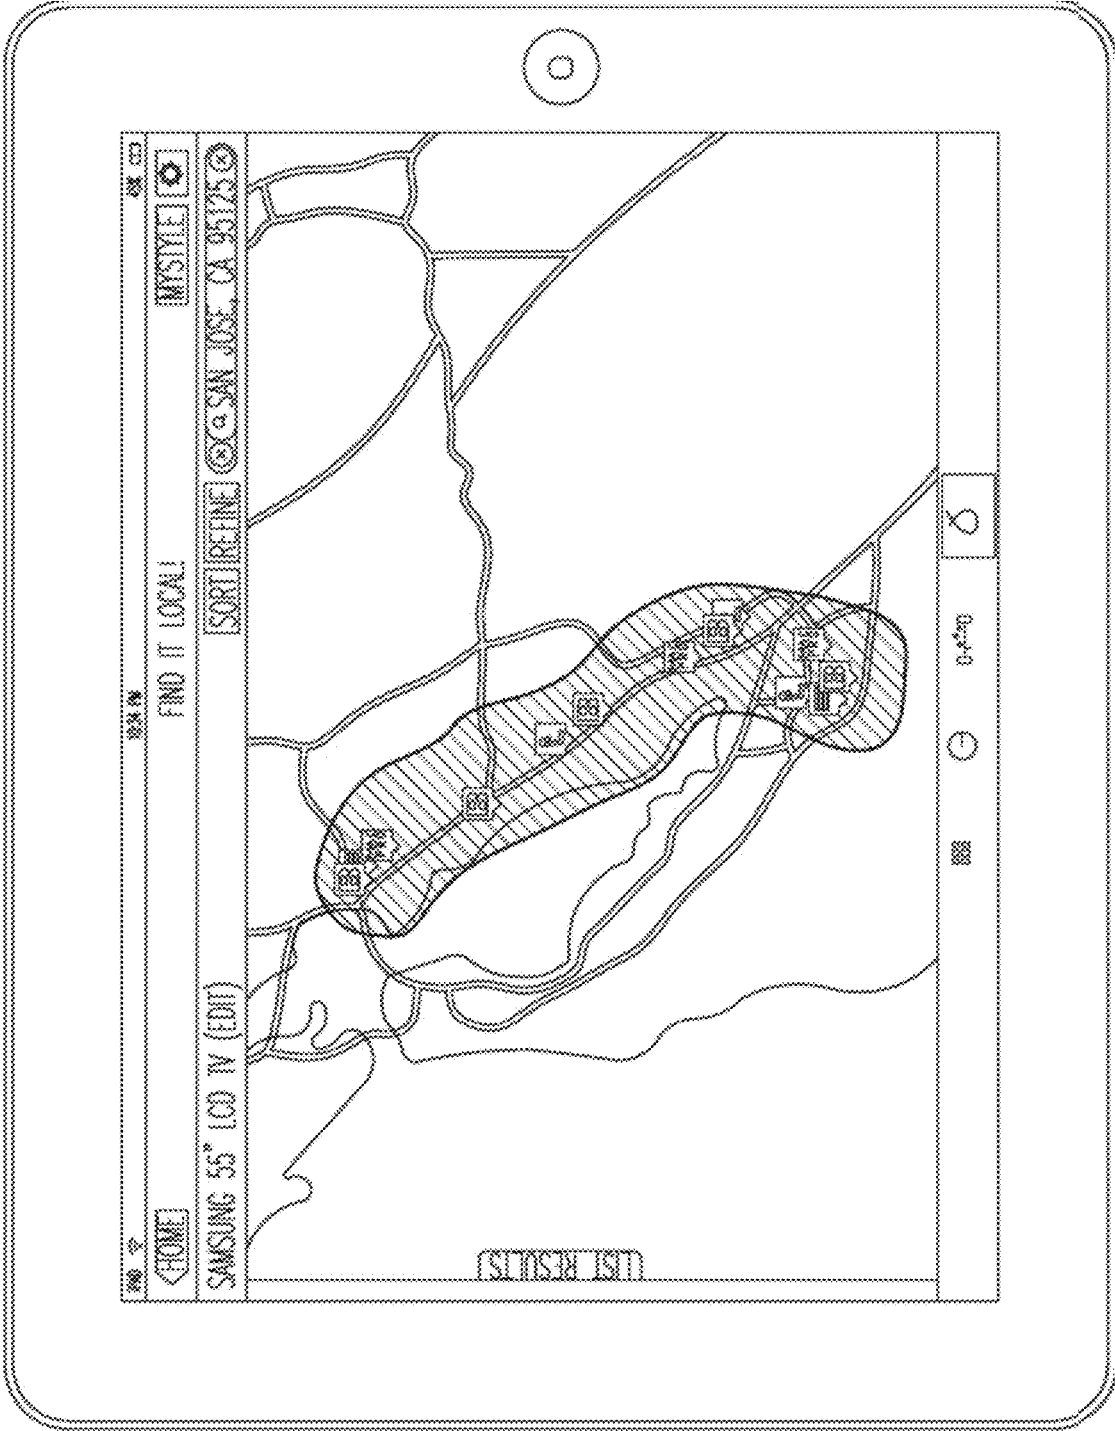 FIND IT LOCAL!
HOME
MYSTYLE
SAMSUNG 55" LCD TV (EDIT)
SORT REFINE
SAN JOSE, CA 95125
LIST RESULTS